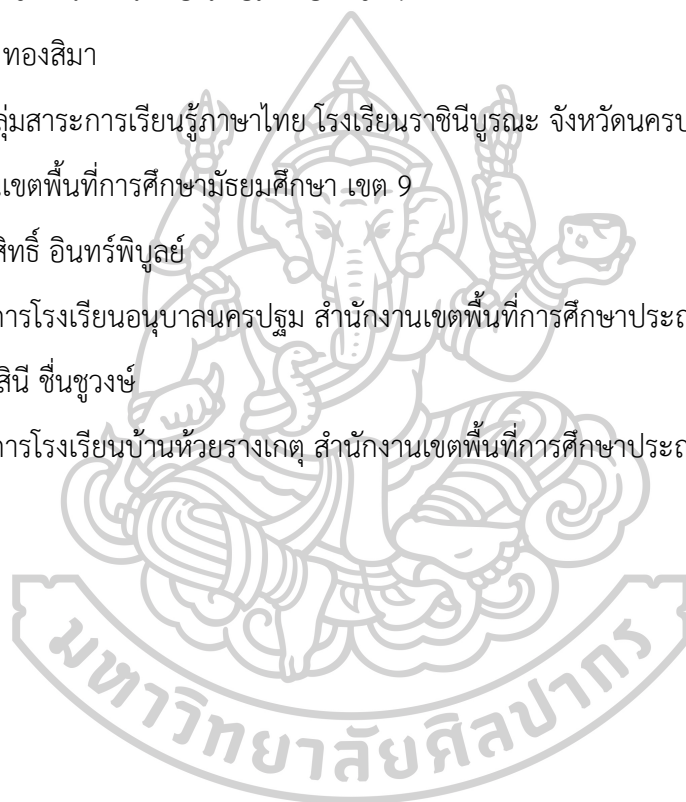 ทองสิมา
ลุ่มสาระการเรียนรู้ภาษาไทย โรงเรียนราชินีบูรณะ จังหวัดนครป
เขตพื้นที่การศึกษามัธยมศึกษา เขต 9
สิทธิ์ อินทร์พิบูลย์
การโรงเรียนอนุบาลนครปฐม สำนักงานเขตพื้นที่การศึกษาประถ
สินี ชื่นชูวงษ์
การโรงเรียนบ้านห้วยรางเกตุ สำนักงานเขตพื้นที่การศึกษาประถ
มหาวิทยาลัยศิลปากร